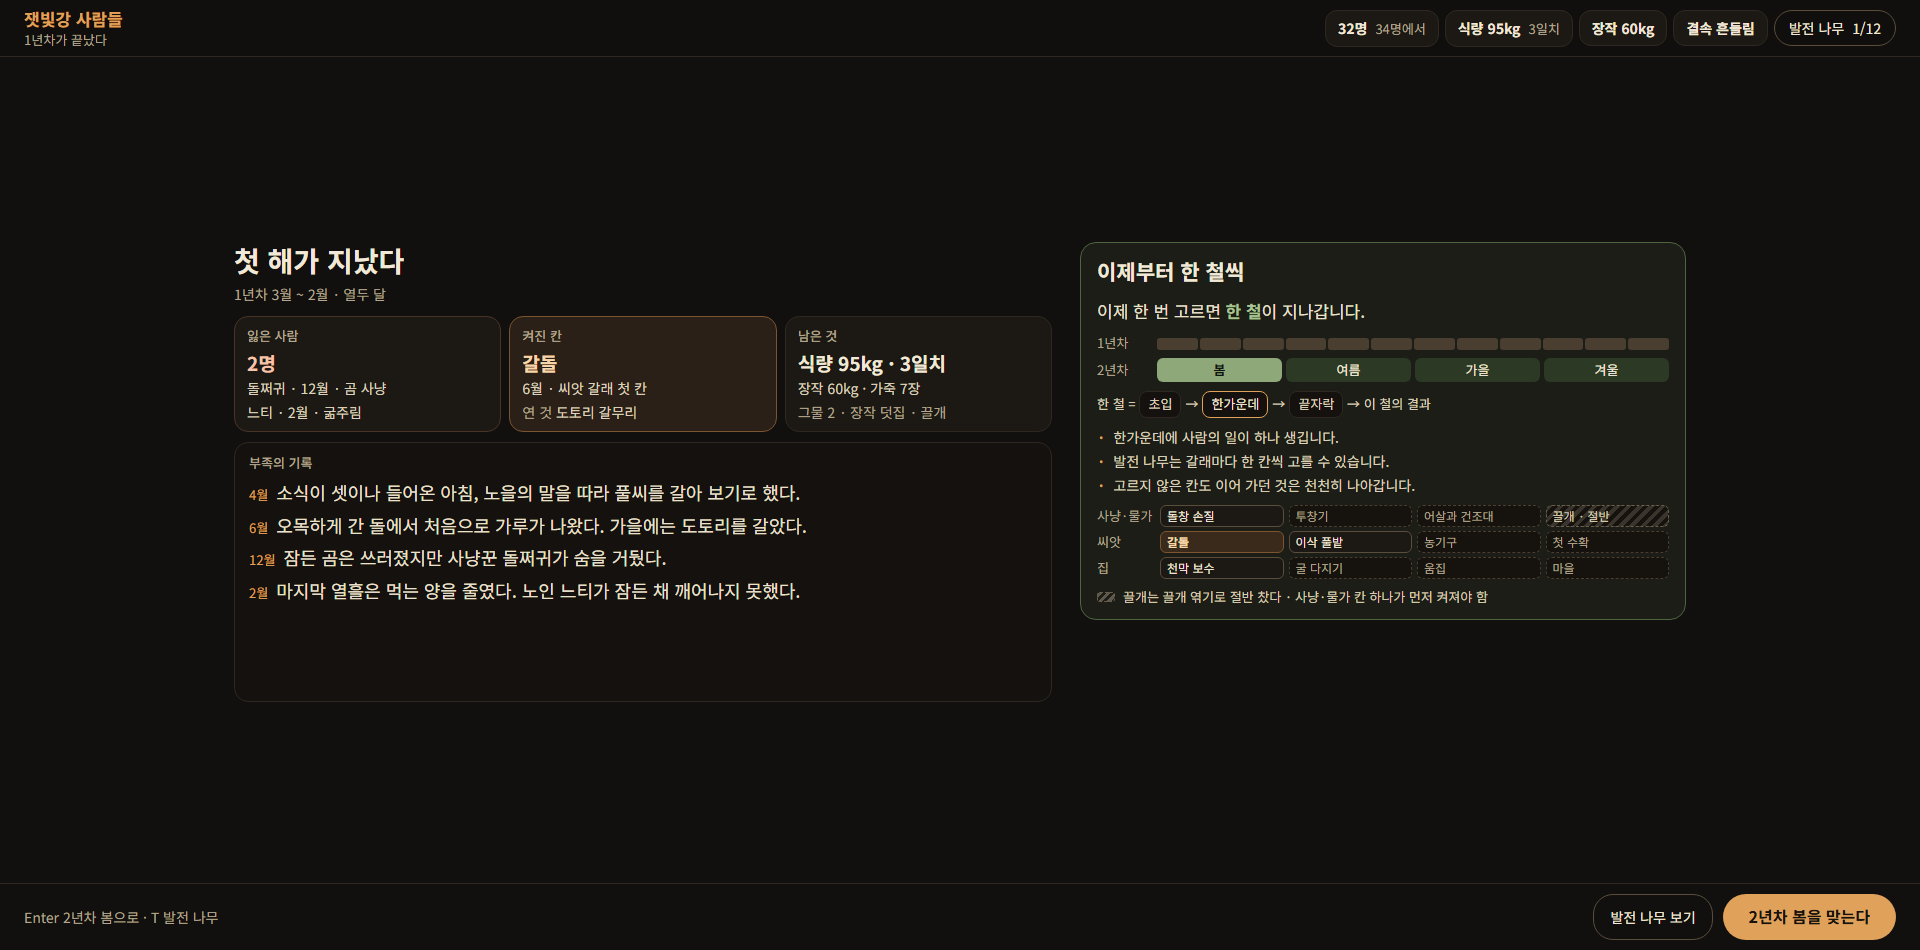 잿빛강 사람들
1년차가 끝났다
32명 34명에서
식량 95kg 3일치
장작 60kg
결속 흔들림
발전 나무 1/12
첫 해가 지났다
1년차 3월 ~ 2월 · 열두 달
잃은 사람
2명
돌쩌귀 · 12월 · 곰 사냥
느티 · 2월 · 굶주림
켜진 칸
갈돌
6월 · 씨앗 갈래 첫 칸
연 것 도토리 갈무리
남은 것
식량 95kg · 3일치
장작 60kg · 가죽 7장
그물 2 · 장작 덧집 · 끌개
부족의 기록
4월 소식이 셋이나 들어온 아침, 노을의 말을 따라 풀씨를 갈아 보기로 했다.
6월 오목하게 간 돌에서 처음으로 가루가 나왔다. 가을에는 도토리를 갈았다.
12월 잠든 곰은 쓰러졌지만 사냥꾼 돌쩌귀가 숨을 거뒀다.
2월 마지막 열흘은 먹는 양을 줄였다. 노인 느티가 잠든 채 깨어나지 못했다.
이제부터 한 철씩
이제 한 번 고르면 한 철이 지나갑니다.
1년차
2년차 봄 여름 가을 겨울
한 철 = 초입 → 한가운데 → 끝자락 → 이 철의 결과
· 한가운데에 사람의 일이 하나 생깁니다.
· 발전 나무는 갈래마다 한 칸씩 고를 수 있습니다.
· 고르지 않은 칸도 이어 가던 것은 천천히 나아갑니다.
사냥·물가 돌창 손질 투창기 어살과 건조대 끌개 · 절반
씨앗 갈돌 이삭 풀밭 농기구 첫 수확
집 천막 보수 굴 다지기 움집 마을
끌개는 끌개 엮기로 절반 찼다 · 사냥·물가 칸 하나가 먼저 켜져야 함
Enter 2년차 봄으로 · T 발전 나무
발전 나무 보기
2년차 봄을 맞는다